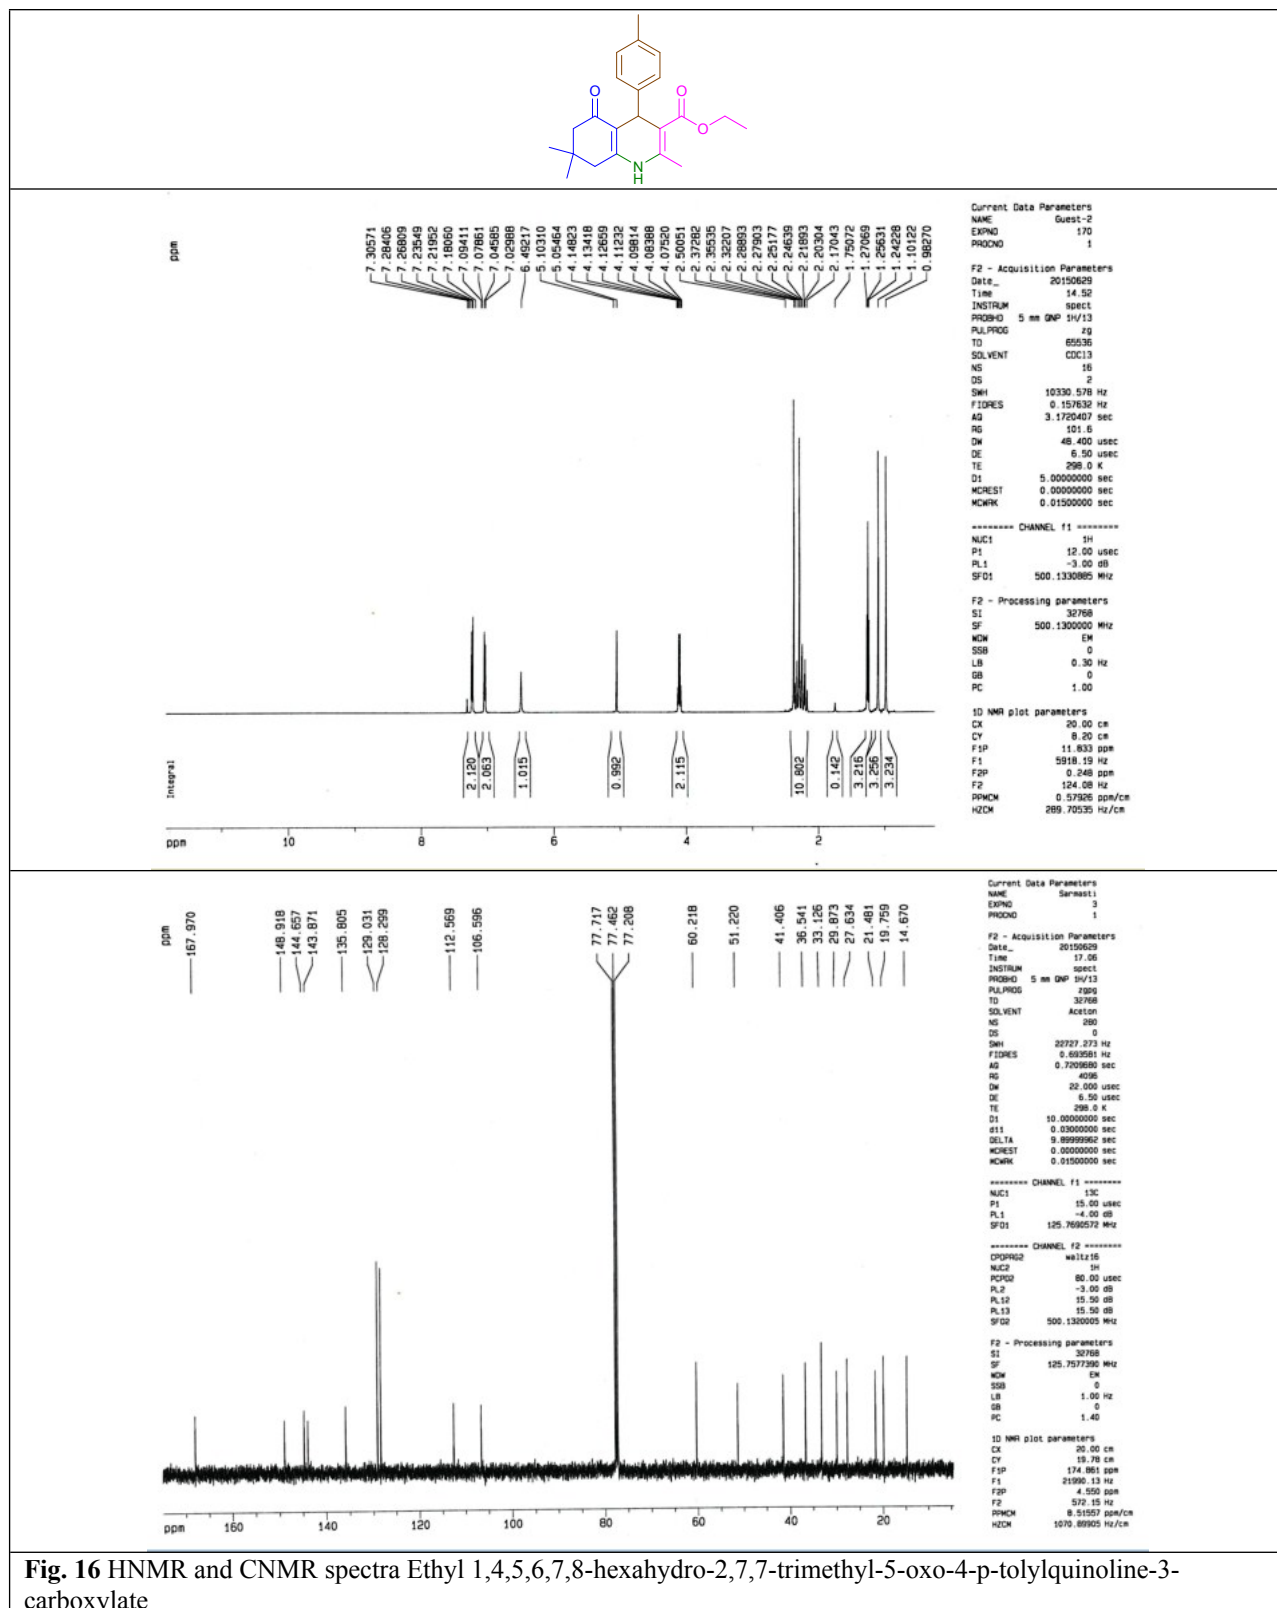 O
O
O
N
H
ppm
7.30571
7.28406
7.26809
7.23549
7.21952
7.18060
7.09411
7.07861
7.04585
7.02988
6.49217
5.10310
5.05464
4.14823
4.13418
4.12659
4.11232
4.09814
4.08388
4.07520
2.50051
2.37282
2.35535
2.32207
2.28893
2.27903
2.25177
2.24639
2.21893
2.20304
2.17043
1.75072
1.27069
1.25631
1.24228
1.10122
0.98270
Current Data Parameters
NAME Guest-2
EXPNO 170
PROCNO 1
F2 - Acquisition Parameters
Date_ 20150629
Time 14.52
INSTRUM spect
PROBHD 5 mm QNP 1H/13
PULPROG zg
TD 65536
SOLVENT CDCl3
NS 16
DS 2
SWH 10330.578 Hz
FIDRES 0.157632 Hz
AQ 3.1720407 sec
RG 101.6
DW 48.400 usec
DE 6.50 usec
TE 298.0 K
D1 5.00000000 sec
MCREST 0.00000000 sec
MCWRK 0.01500000 sec
======== CHANNEL f1 ========
NUC1 1H
P1 12.00 usec
PL1 -3.00 dB
SFO1 500.1330885 MHz
F2 - Processing parameters
SI 32768
SF 500.1300000 MHz
WDW EM
SSB 0
LB 0.30 Hz
GB 0
PC 1.00
1D NMR plot parameters
CX 20.00 cm
CY 8.20 cm
F1P 11.833 ppm
F1 5918.19 Hz
F2P 0.248 ppm
F2 124.08 Hz
PPMCM 0.57926 ppm/cm
HZCM 289.70535 Hz/cm
Integral
2.120
2.063
1.015
0.992
2.115
10.802
0.142
3.216
3.256
3.234
ppm 10 8 6 4 2
ppm
167.970
148.918
144.657
143.871
135.805
129.031
128.299
112.569
106.596
77.717
77.462
77.208
60.218
51.220
41.406
36.541
33.126
29.873
27.634
21.481
19.759
14.670
Current Data Parameters
NAME Sarmasti
EXPNO 3
PROCNO 1
F2 - Acquisition Parameters
Date_ 20150629
Time 17.06
INSTRUM spect
PROBHD 5 mm QNP 1H/13
PULPROG zgpg
TD 32768
SOLVENT Aceton
NS 280
DS 0
SWH 22727.273 Hz
FIDRES 0.693581 Hz
AQ 0.7209680 sec
RG 4096
DW 22.000 usec
DE 6.50 usec
TE 298.0 K
D1 10.00000000 sec
d11 0.03000000 sec
DELTA 9.89999962 sec
MCREST 0.00000000 sec
MCWRK 0.01500000 sec
======== CHANNEL f1 ========
NUC1 13C
P1 15.00 usec
PL1 -4.00 dB
SFO1 125.7690572 MHz
======== CHANNEL f2 ========
CPDPRG2 waltz16
NUC2 1H
PCPD2 80.00 usec
PL2 -3.00 dB
PL12 15.50 dB
PL13 15.50 dB
SFO2 500.1320005 MHz
F2 - Processing parameters
SI 32768
SF 125.7577390 MHz
WDW EM
SSB 0
LB 1.00 Hz
GB 0
PC 1.40
1D NMR plot parameters
CX 20.00 cm
CY 19.78 cm
F1P 174.861 ppm
F1 21990.13 Hz
F2P 4.550 ppm
F2 572.15 Hz
PPMCM 8.51557 ppm/cm
HZCM 1070.89905 Hz/cm
ppm 160 140 120 100 80 60 40 20
Fig. 16 HNMR and CNMR spectra Ethyl 1,4,5,6,7,8-hexahydro-2,7,7-trimethyl-5-oxo-4-p-tolylquinoline-3-
carboxylate